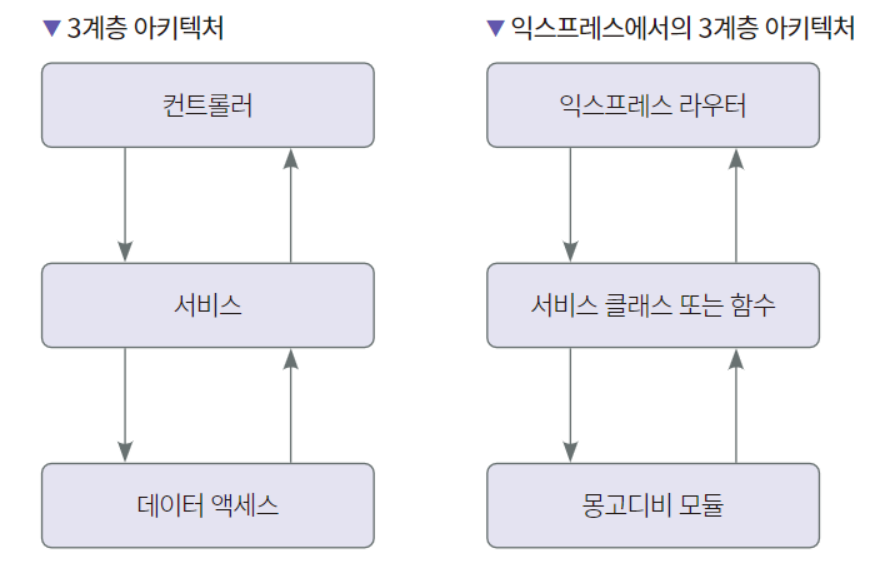 ▼ 3계층 아키텍처
컨트롤러
서비스
데이터 액세스
▼ 익스프레스에서의 3계층 아키텍처
익스프레스 라우터
서비스 클래스 또는 함수
몽고디비 모듈